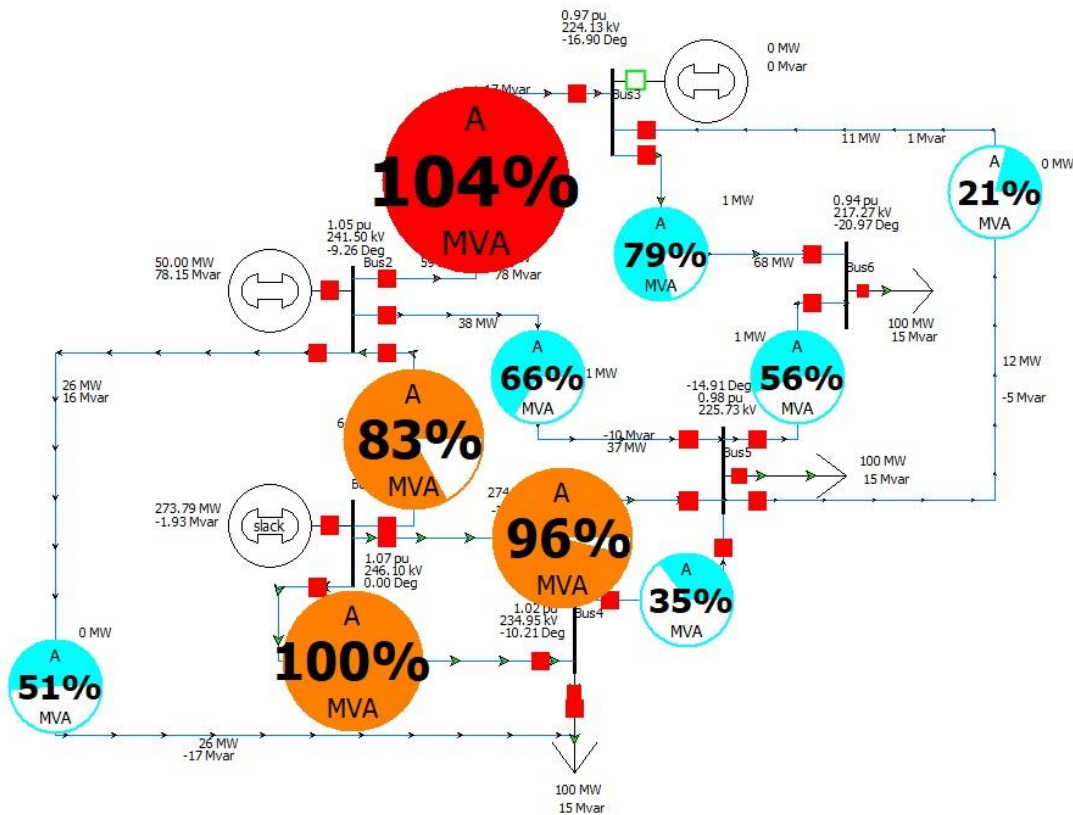 0.97 pu
224.13 kV
-16.90 Deg
0 MW
0 Mvar
Bus3
Mvar
A
104%
MVA
11 MW
1 Mvar
A
21%
MVA
0 MW
1 MW
A
79%
MVA
68 MW
0.94 pu
217.27 kV
-20.97 Deg
Bus6
100 MW
15 Mvar
1.05 pu
241.50 kV
-9.26 Deg
Bus2
50.00 MW
78.15 Mvar
78 Mvar
38 MW
A
66%
MVA
1 MW
1 MW
A
56%
MVA
12 MW
-5 Mvar
26 MW
16 Mvar
A
83%
MVA
-14.91 Deg
0.98 pu
225.73 kV
-10 Mvar
37 MW
Bus5
100 MW
15 Mvar
273.79 MW
-1.93 Mvar
slack
1.07 pu
246.10 kV
0.00 Deg
A
96%
MVA
A
35%
MVA
1.02 pu
234.95 kV
-10.21 Deg
Bus4
A
100%
MVA
0 MW
A
51%
MVA
26 MW
-17 Mvar
100 MW
15 Mvar